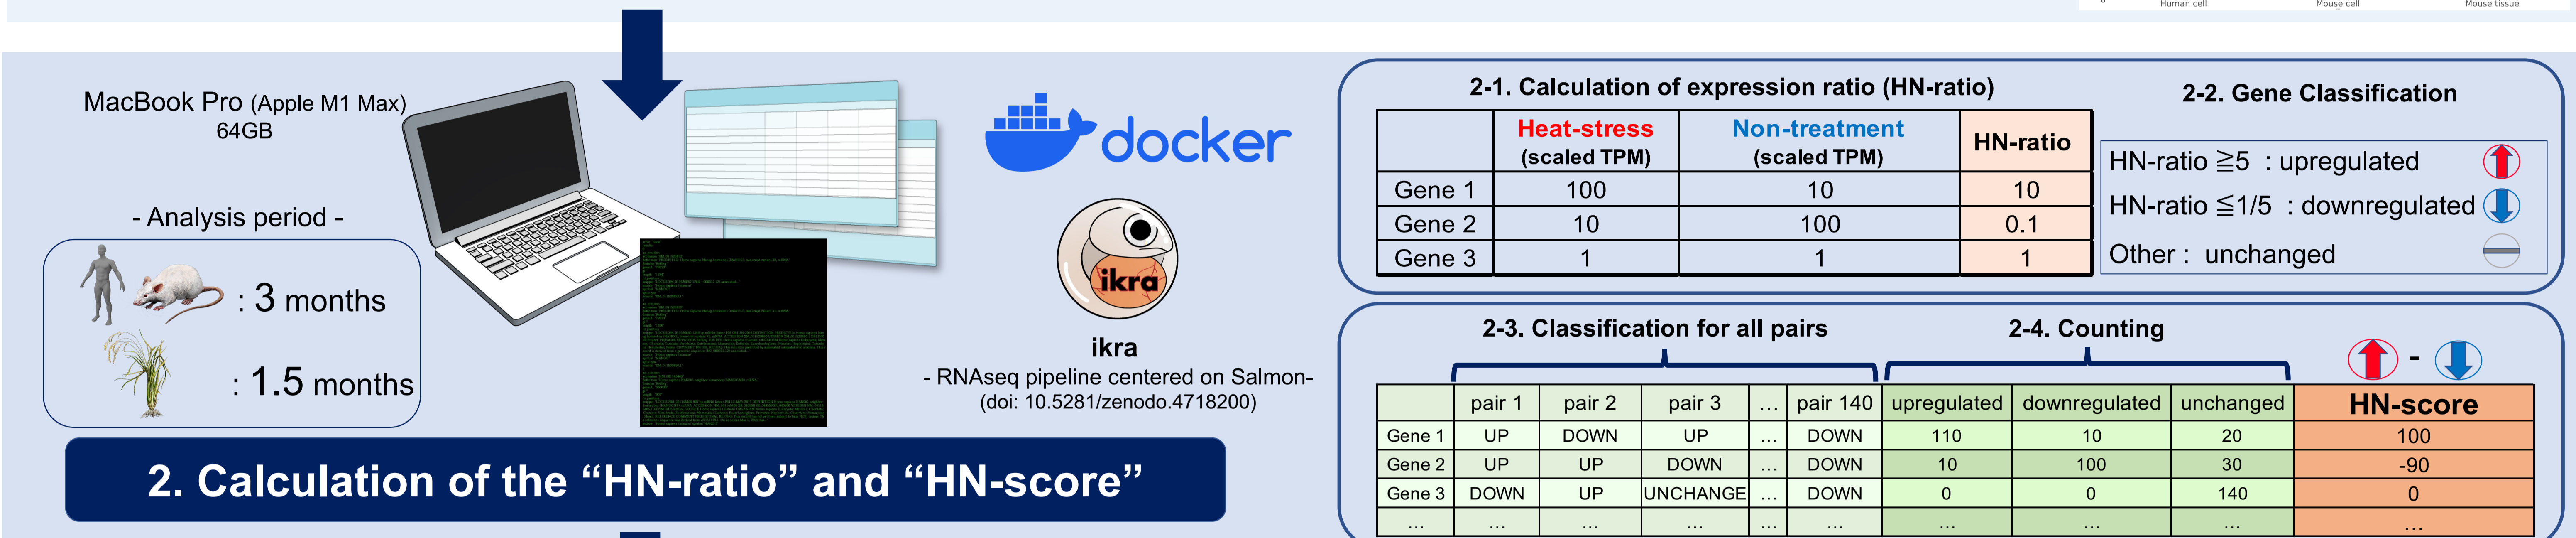 0
Human cell
Mouse cell
Mouse tissue
MacBook Pro (Apple M1 Max)
64GB
- Analysis period -
: 3 months
: 1.5 months
docker
ikra
ikra
- RNAseq pipeline centered on Salmon-
(doi: 10.5281/zenodo.4718200)
2. Calculation of the “HN-ratio” and “HN-score”
2-1. Calculation of expression ratio (HN-ratio)
Heat-stress (scaled TPM) Non-treatment (scaled TPM) HN-ratio
Gene 1 100 10 10
Gene 2 10 100 0.1
Gene 3 1 1 1
2-2. Gene Classification
HN-ratio ≧5 : upregulated
HN-ratio ≦1/5 : downregulated
Other : unchanged
2-3. Classification for all pairs
2-4. Counting
-
pair 1 pair 2 pair 3 … pair 140 upregulated downregulated unchanged HN-score
Gene 1 UP DOWN UP … DOWN 110 10 20 100
Gene 2 UP UP DOWN … DOWN 10 100 30 -90
Gene 3 DOWN UP UNCHANGE … DOWN 0 0 140 0
… … … … … … … … … …